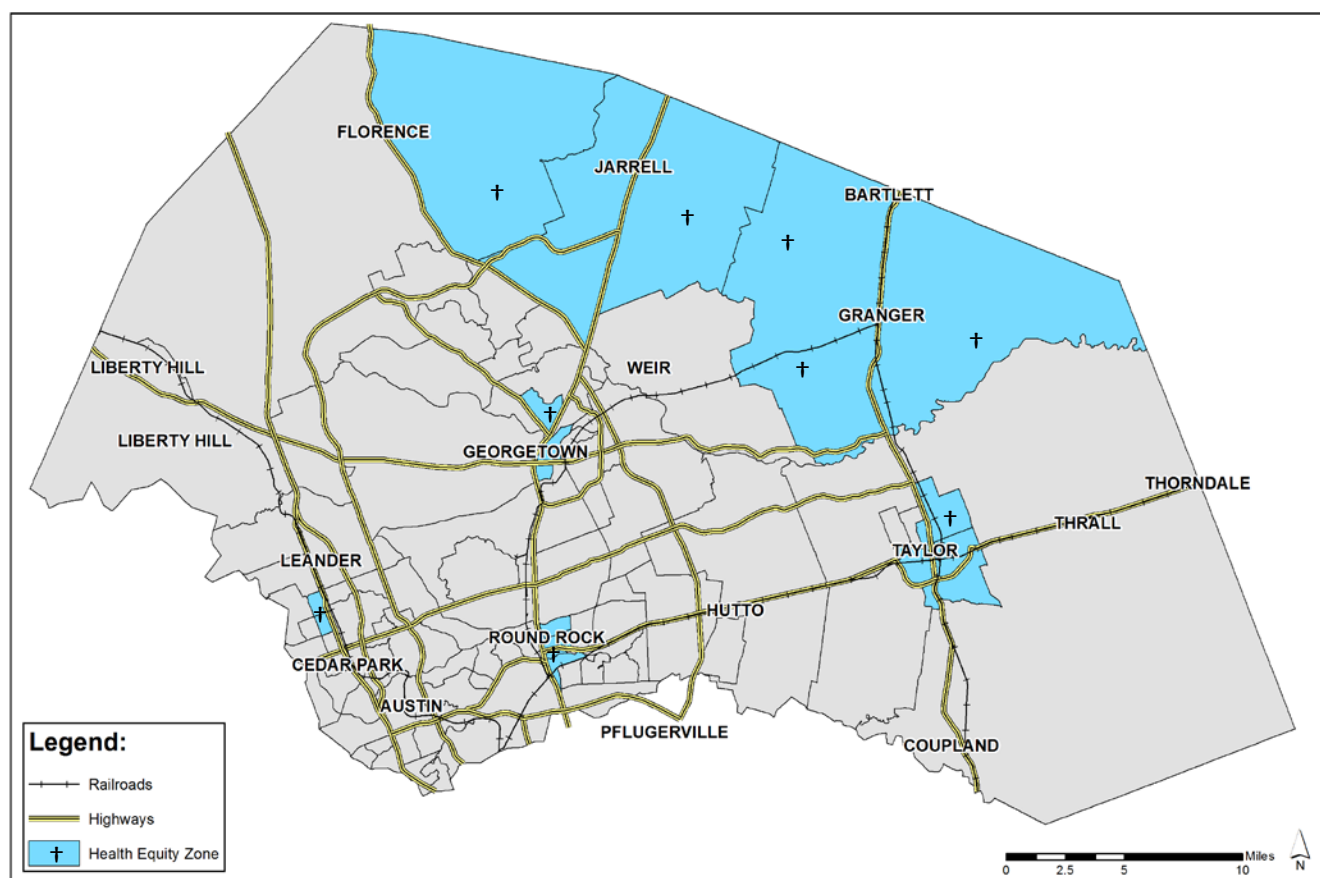 FLORENCE
JARRELL
BARTLETT
GRANGER
LIBERTY HILL
WEIR
LIBERTY HILL
GEORGETOWN
THORNDALE
THRALL
TAYLOR
LEANDER
HUTTO
ROUND ROCK
CEDAR PARK
AUSTIN
PFLUGERVILLE
COUPLAND
Legend:
Railroads
Highways
Health Equity Zone
0 2.5 5 10 Miles
N